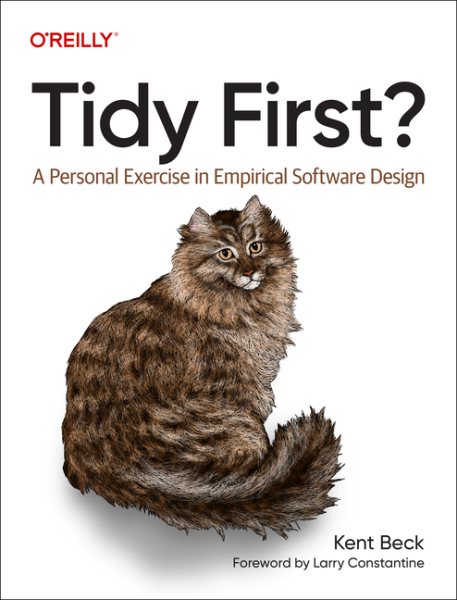 O'REILLY®
Tidy First?
A Personal Exercise in Empirical Software Design
Kent Beck
Foreword by Larry Constantine